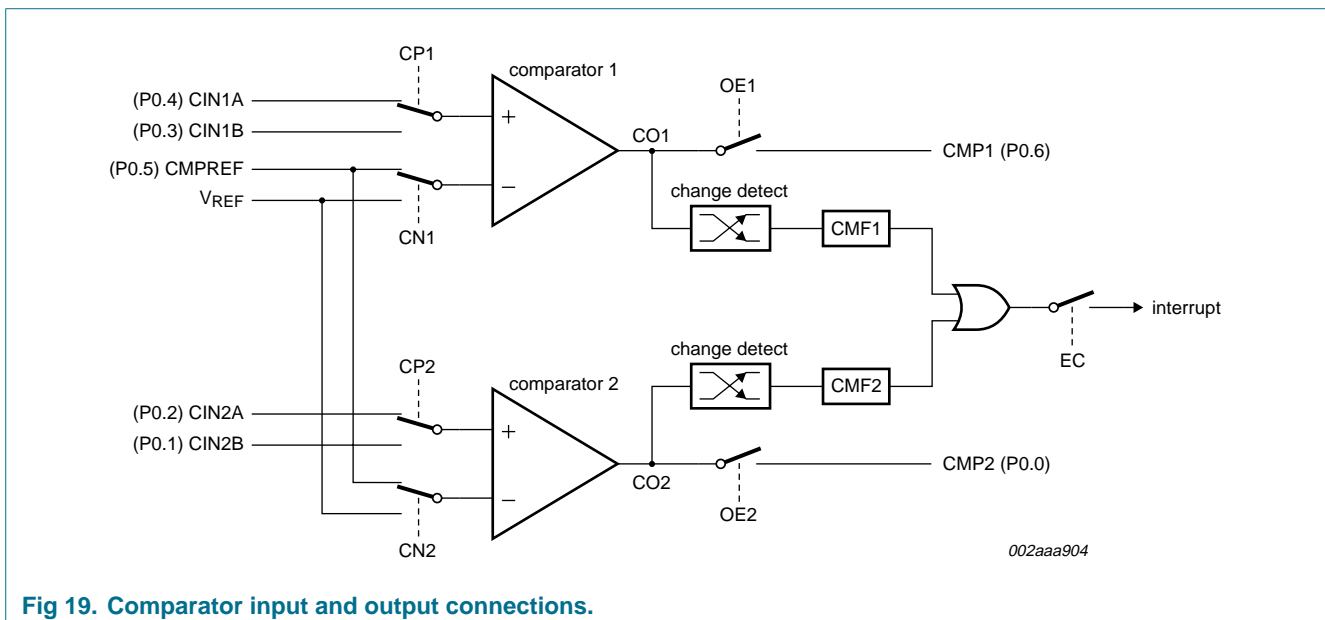 CP1
comparator 1
OE1
(P0.4) CIN1A
+
(P0.3) CIN1B
CO1
CMP1 (P0.6)
(P0.5) CMPREF
−
change detect
VREF
CMF1
CN1
interrupt
change detect
EC
CP2
comparator 2
CMF2
(P0.2) CIN2A
+
(P0.1) CIN2B
CMP2 (P0.0)
CO2
−
OE2
CN2
002aaa904
Fig 19. Comparator input and output connections.